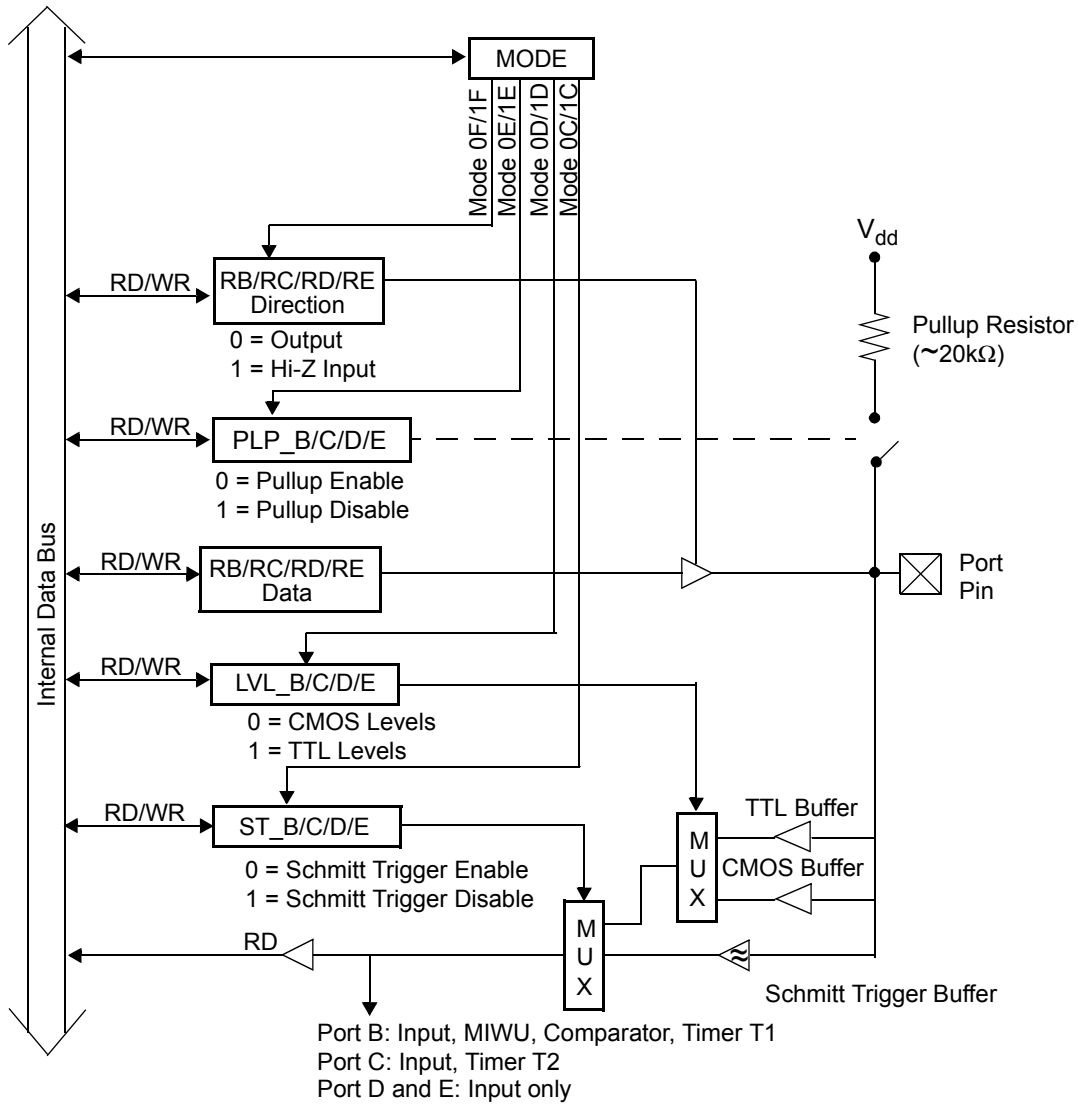 MODE
Mode 0F/1F
Mode 0E/1E
Mode 0D/1D
Mode 0C/1C
Vdd
RD/WR
RB/RC/RD/RE
Direction
0 = Output
1 = Hi-Z Input
Pullup Resistor
(~20kΩ)
RD/WR
PLP_B/C/D/E
0 = Pullup Enable
1 = Pullup Disable
Internal Data Bus
RD/WR
RB/RC/RD/RE
Data
Port
Pin
RD/WR
LVL_B/C/D/E
0 = CMOS Levels
1 = TTL Levels
RD/WR
ST_B/C/D/E
0 = Schmitt Trigger Enable
1 = Schmitt Trigger Disable
MUX
TTL Buffer
CMOS Buffer
RD
MUX
Schmitt Trigger Buffer
Port B: Input, MIWU, Comparator, Timer T1
Port C: Input, Timer T2
Port D and E: Input only